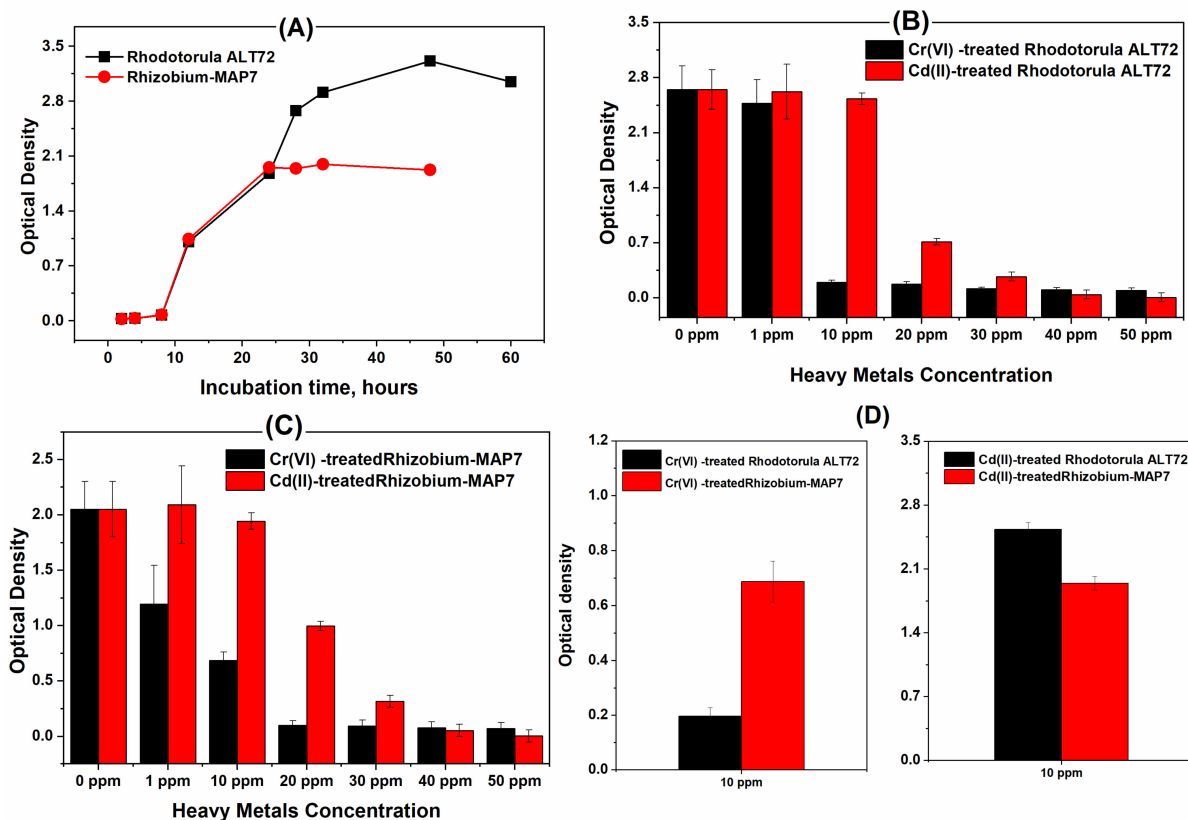 (A)
Rhodotorula ALT72
Rhizobium-MAP7
3.5
2.8
2.1
1.4
0.7
0.0
Optical Density
0 10 20 30 40 50 60
Incubation time, hours
(B)
Cr(VI) -treated Rhodotorula ALT72
Cd(II)-treated Rhodotorula ALT72
3.5
2.8
2.1
1.4
0.7
0.0
Optical Density
0 ppm 1 ppm 10 ppm 20 ppm 30 ppm 40 ppm 50 ppm
Heavy Metals Concentration
(C)
Cr(VI) -treatedRhizobium-MAP7
Cd(II)-treatedRhizobium-MAP7
2.5
2.0
1.5
1.0
0.5
0.0
Optical Density
0 ppm 1 ppm 10 ppm 20 ppm 30 ppm 40 ppm 50 ppm
Heavy Metals Concentration
(D)
Cr(VI) -treated Rhodotorula ALT72
Cr(VI) -treatedRhizobium-MAP7
1.2
1.0
0.8
0.6
0.4
0.2
0.0
Optical density
10 ppm
Cd(II)-treated Rhodotorula ALT72
Cd(II)-treatedRhizobium-MAP7
3.5
2.8
2.1
1.4
0.7
0.0
10 ppm